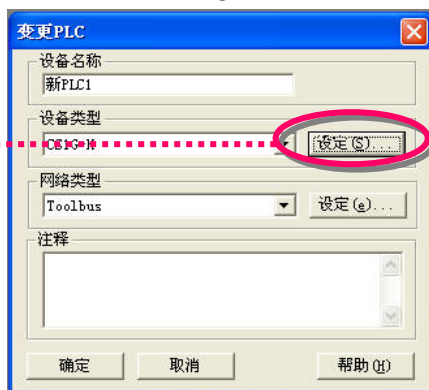 变更PLC
设备名称
新PLC1
设备类型
CS1G-H
设定(S)...
网络类型
Toolbus
设定(e)...
注释
确定
取消
帮助(H)